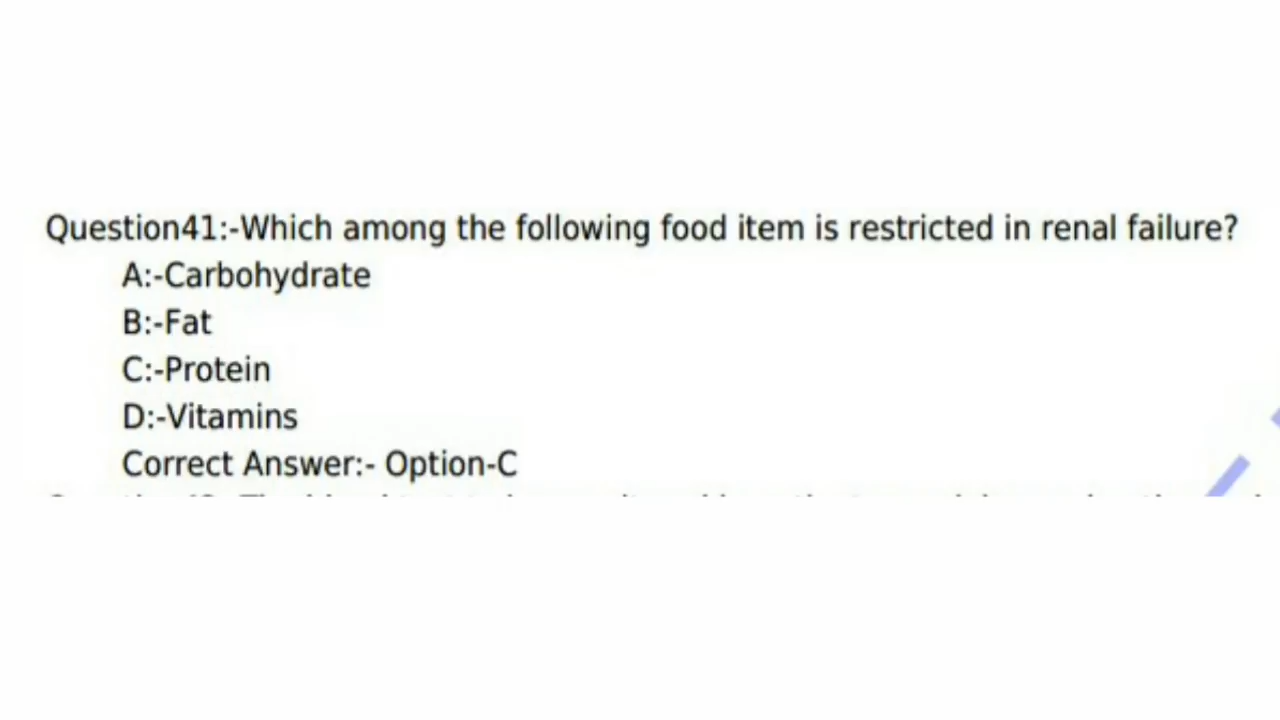 Question41:-Which among the following food item is restricted in renal failure?
A:-Carbohydrate
B:-Fat
C:-Protein
D:-Vitamins
Correct Answer:- Option-C